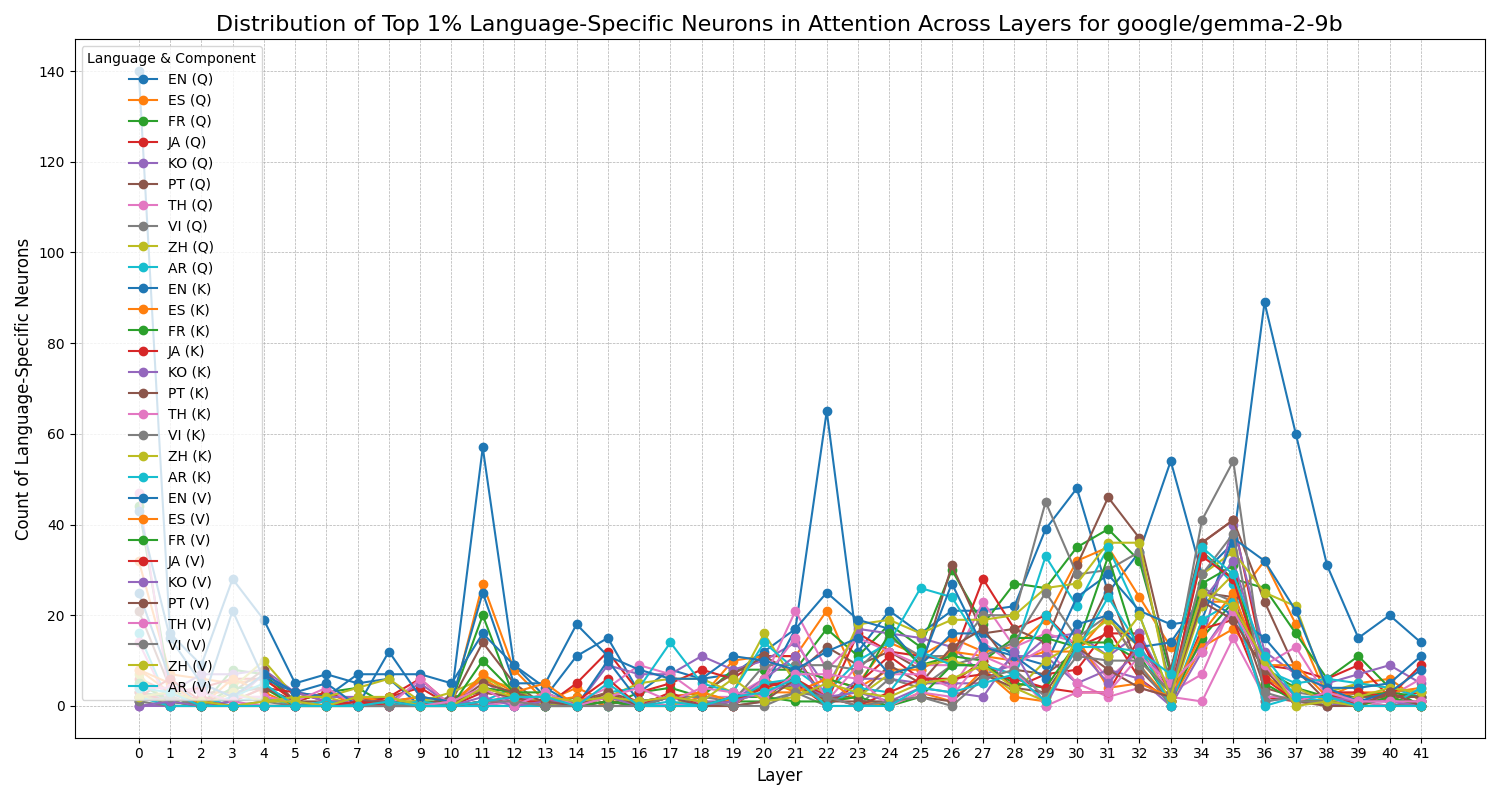 Distribution of Top 1% Language-Specific Neurons in Attention Across Layers for google/gemma-2-9b
Count of Language-Specific Neurons
140
120
100
80
60
40
20
0
Language & Component
EN (Q)
ES (Q)
FR (Q)
JA (Q)
KO (Q)
PT (Q)
TH (Q)
VI (Q)
ZH (Q)
AR (Q)
EN (K)
ES (K)
FR (K)
JA (K)
KO (K)
PT (K)
TH (K)
VI (K)
ZH (K)
AR (K)
EN (V)
ES (V)
FR (V)
JA (V)
KO (V)
PT (V)
TH (V)
VI (V)
ZH (V)
AR (V)
0 1 2 3 4 5 6 7 8 9 10 11 12 13 14 15 16 17 18 19 20 21 22 23 24 25 26 27 28 29 30 31 32 33 34 35 36 37 38 39 40 41
Layer